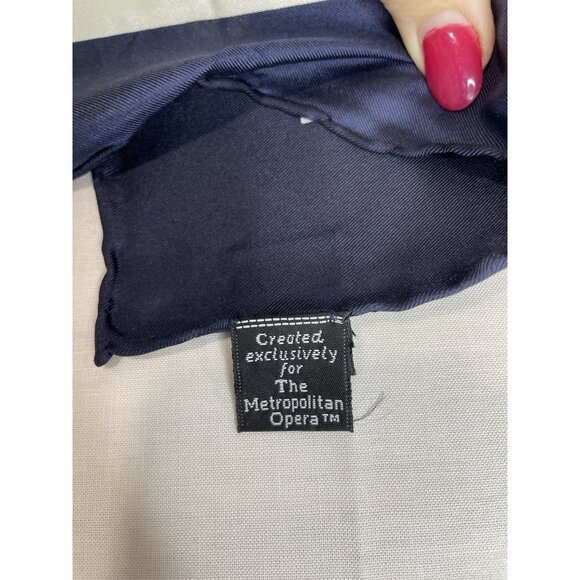 Created
exclusively
for
The
Metropolitan
Opera™